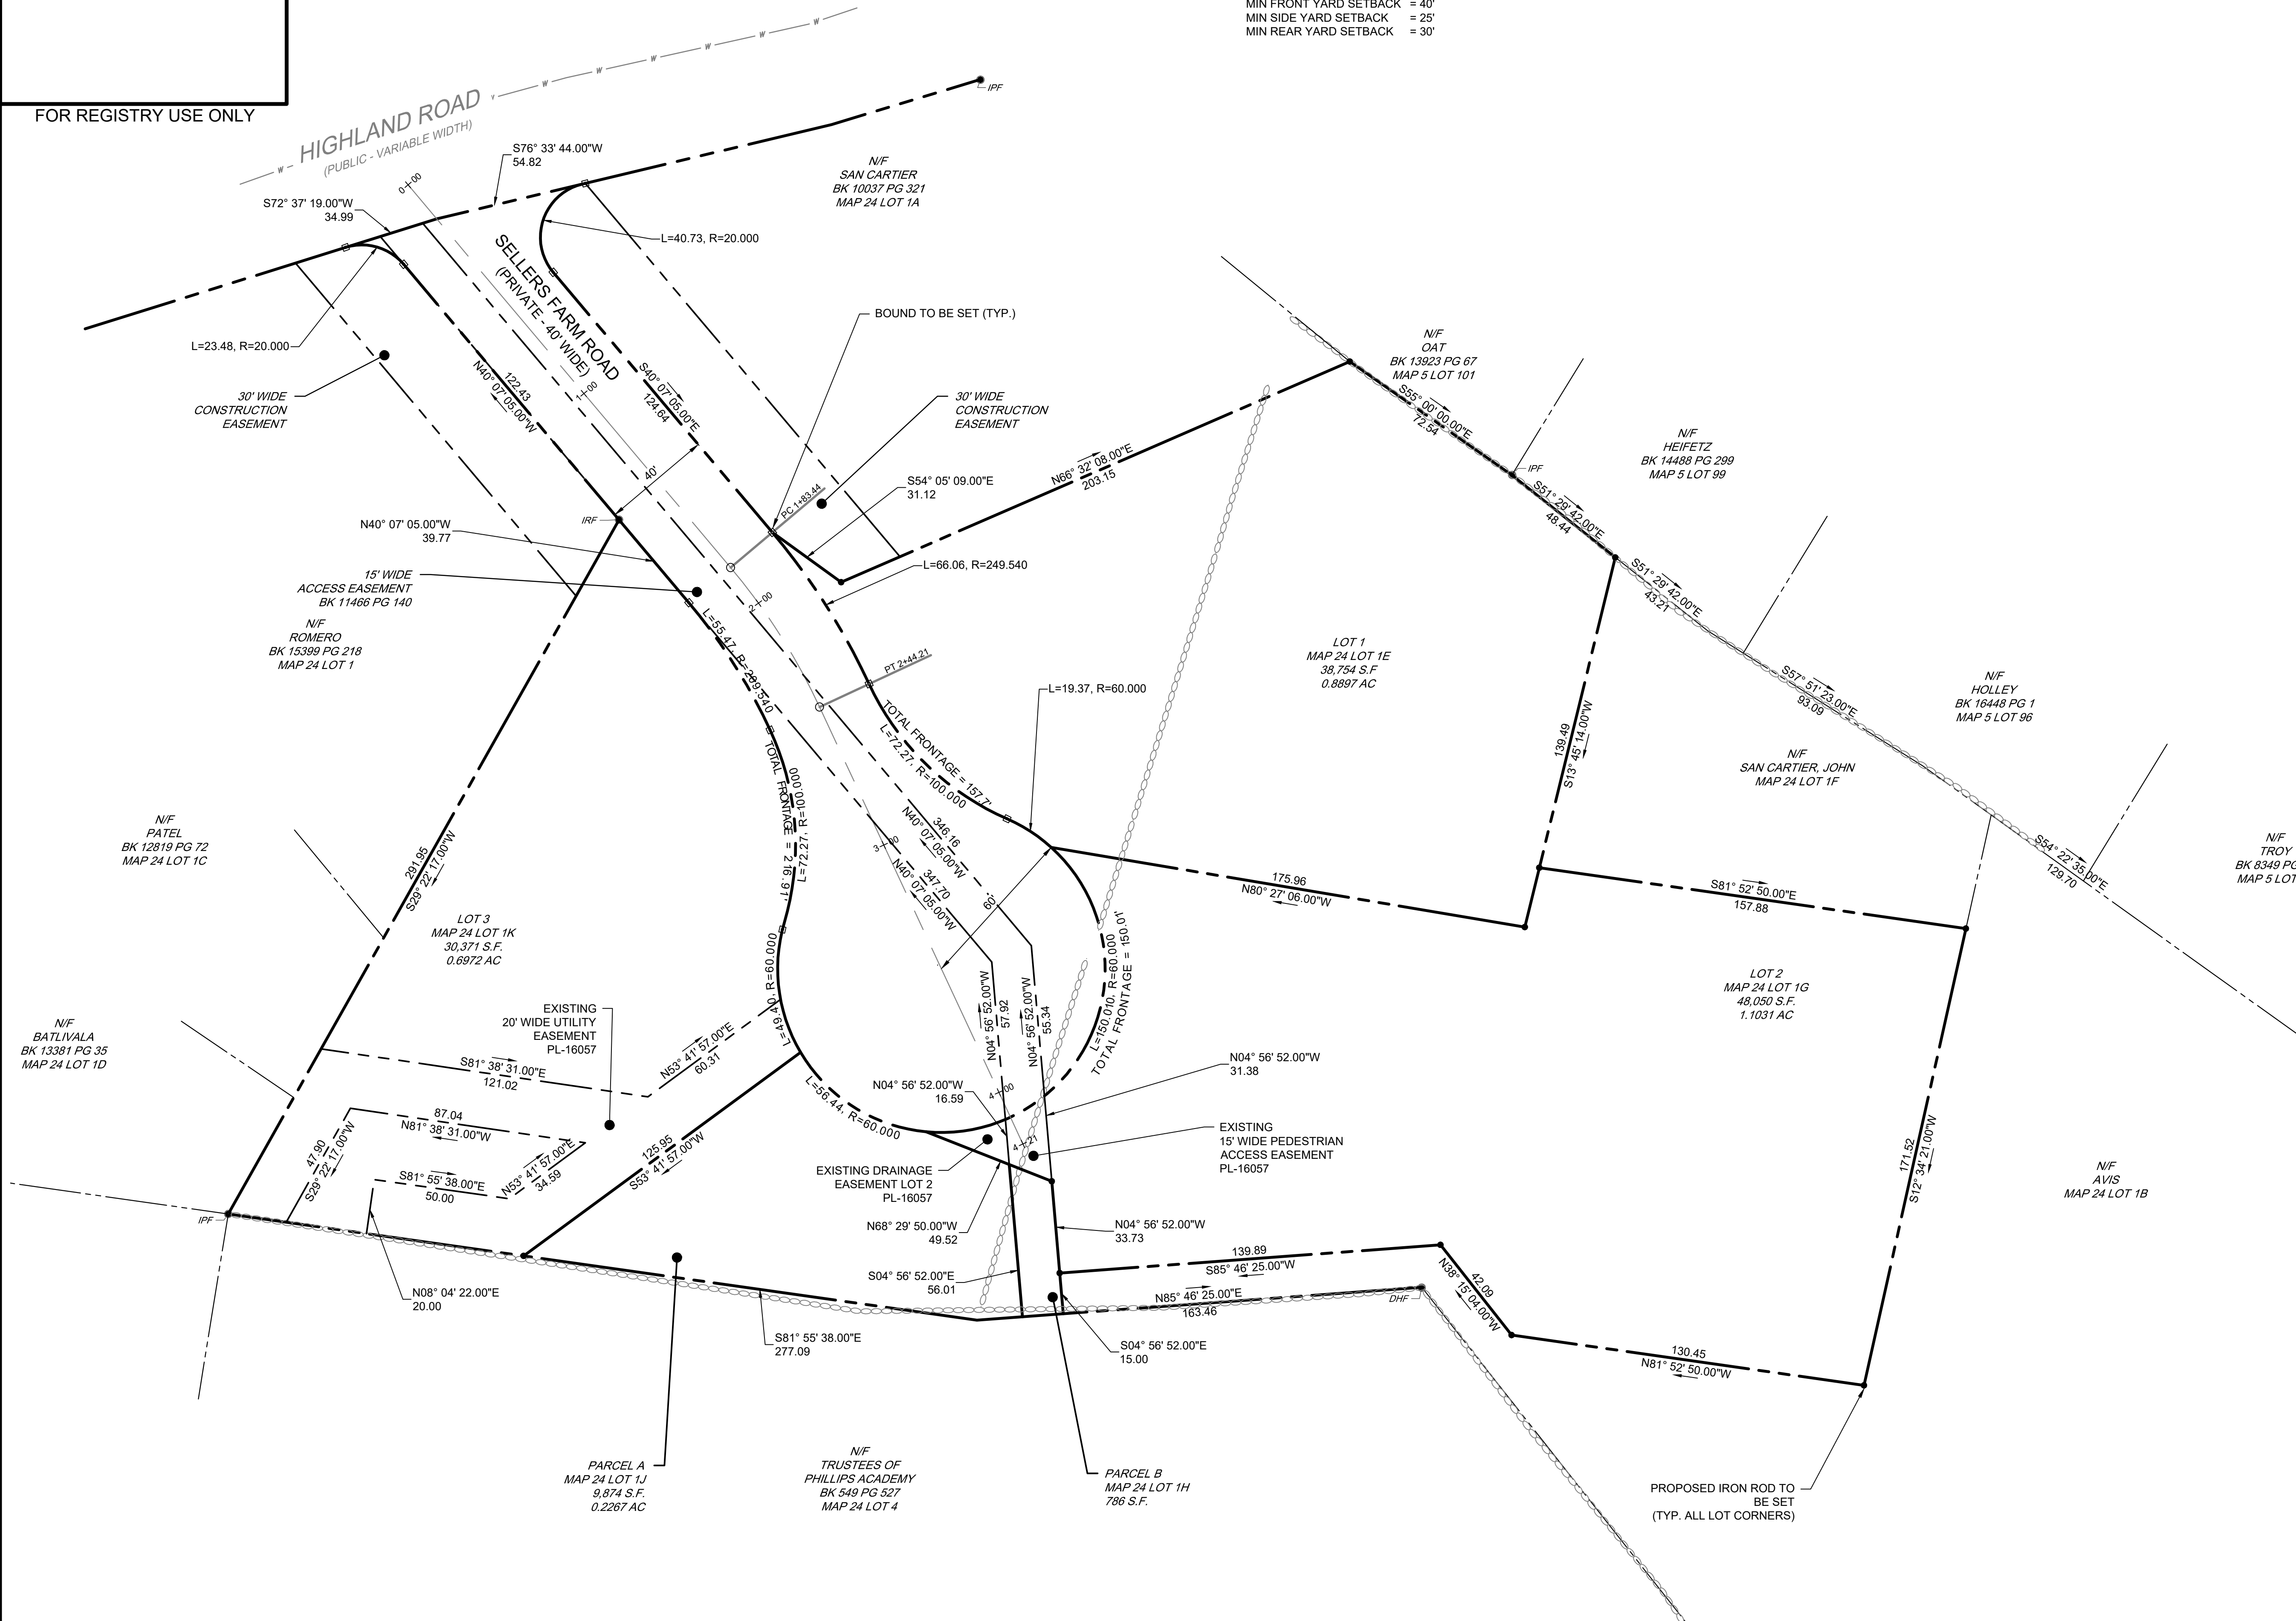 MIN FRONT YARD SETBACK = 40'
MIN SIDE YARD SETBACK = 25'
MIN REAR YARD SETBACK = 30'
FOR REGISTRY USE ONLY
HIGHLAND ROAD
(PUBLIC - VARIABLE WIDTH)
W
W
W
W
W
W
IPF
S76° 33' 44.00"W
54.82
N/F
SAN CARTIER
BK 10037 PG 321
MAP 24 LOT 1A
0+00
S72° 37' 19.00"W
34.99
L=40.73, R=20.000
SELLERS FARM ROAD
(PRIVATE - 40' WIDE)
BOUND TO BE SET (TYP.)
L=23.48, R=20.000
30' WIDE
CONSTRUCTION
EASEMENT
122.43
N40° 07' 05.00"W
1+00
S40° 07' 05.00"E
124.64
30' WIDE
CONSTRUCTION
EASEMENT
40'
PC 1+83.44
S54° 05' 09.00"E
31.12
N66° 32' 08.00"E
203.15
N/F
OAT
BK 13923 PG 67
MAP 5 LOT 101
S55° 00' 00.00"E
72.54
IPF
N/F
HEIFETZ
BK 14488 PG 299
MAP 5 LOT 99
S51° 29' 42.00"E
48.44
IRF
N40° 07' 05.00"W
39.77
15' WIDE
ACCESS EASEMENT
BK 11466 PG 140
L=66.06, R=249.540
S51° 29' 42.00"E
43.21
N/F
ROMERO
BK 15399 PG 218
MAP 24 LOT 1
2+00
L=55.47, R=209.540
PT 2+44.21
LOT 1
MAP 24 LOT 1E
38,754 S.F
0.8897 AC
L=19.37, R=60.000
TOTAL FRONTAGE = 157.7'
L=72.27, R=100.000
S57° 51' 23.00"E
93.09
N/F
HOLLEY
BK 16448 PG 1
MAP 5 LOT 96
139.49
S13° 45' 14.00"W
N/F
SAN CARTIER, JOHN
MAP 24 LOT 1F
TOTAL FRONTAGE = 216.91'
L=72.27, R=100.000
346.16
N40° 07' 05.00"W
3+00
347.70
N40° 07' 05.00"W
60'
N/F
PATEL
BK 12819 PG 72
MAP 24 LOT 1C
291.95
S29° 22' 17.00"W
N/F
TROY
BK 8349 PG
MAP 5 LOT
S54° 22' 35.00"E
129.70
175.96
N80° 27' 06.00"W
S81° 52' 50.00"E
157.88
LOT 3
MAP 24 LOT 1K
30,371 S.F.
0.6972 AC
L=49.40, R=60.000
L=150.010, R=60.000
TOTAL FRONTAGE = 150.01'
LOT 2
MAP 24 LOT 1G
48,050 S.F.
1.1031 AC
EXISTING
20' WIDE UTILITY
EASEMENT
PL-16057
N04° 56' 52.00"W
57.92
N04° 56' 52.00"W
55.34
N/F
BATLIVALA
BK 13381 PG 35
MAP 24 LOT 1D
S81° 38' 31.00"E
121.02
N53° 41' 57.00"E
60.31
N04° 56' 52.00"W
31.38
N04° 56' 52.00"W
16.59
4+00
L=56.44, R=60.000
87.04
N81° 38' 31.00"W
47.90
S29° 22' 17.00"W
S81° 55' 38.00"E
50.00
N53° 41' 57.00"E
34.59
125.95
S53° 41' 57.00"W
4+21
EXISTING
15' WIDE PEDESTRIAN
ACCESS EASEMENT
PL-16057
EXISTING DRAINAGE
EASEMENT LOT 2
PL-16057
171.52
S12° 34' 21.00"W
N/F
AVIS
MAP 24 LOT 1B
IPF
N68° 29' 50.00"W
49.52
N04° 56' 52.00"W
33.73
139.89
S85° 46' 25.00"W
42.09
N38° 15' 04.00"W
N08° 04' 22.00"E
20.00
S04° 56' 52.00"E
56.01
N85° 46' 25.00"E
163.46
DHF
S81° 55' 38.00"E
277.09
S04° 56' 52.00"E
15.00
130.45
N81° 52' 50.00"W
PARCEL A
MAP 24 LOT 1J
9,874 S.F.
0.2267 AC
N/F
TRUSTEES OF
PHILLIPS ACADEMY
BK 549 PG 527
MAP 24 LOT 4
PARCEL B
MAP 24 LOT 1H
786 S.F.
PROPOSED IRON ROD TO
BE SET
(TYP. ALL LOT CORNERS)